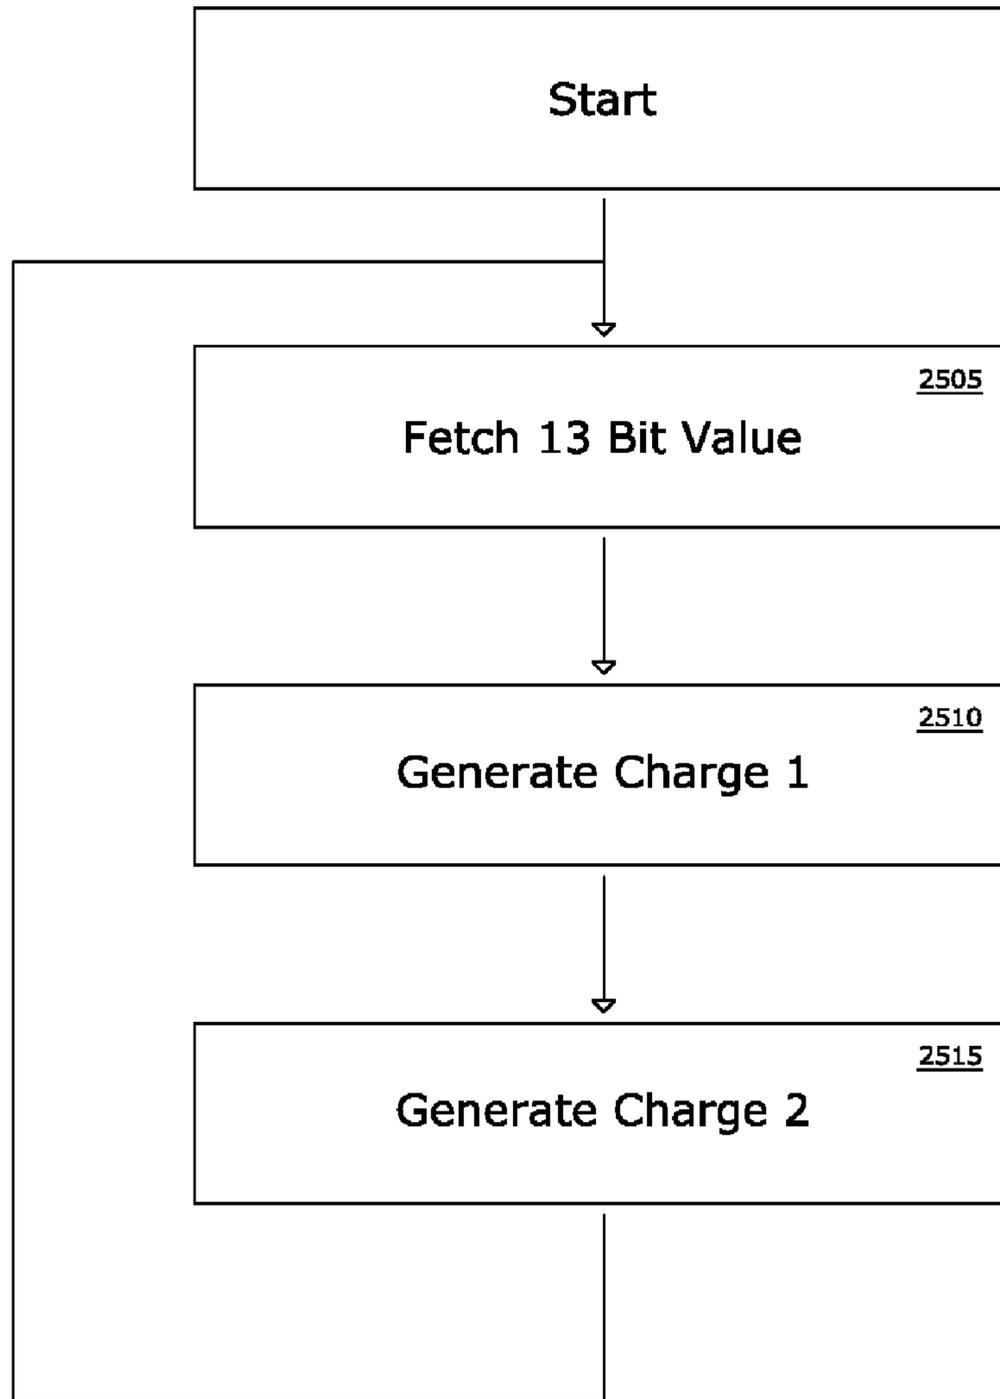 Start
2505
Fetch 13 Bit Value
2510
Generate Charge 1
2515
Generate Charge 2